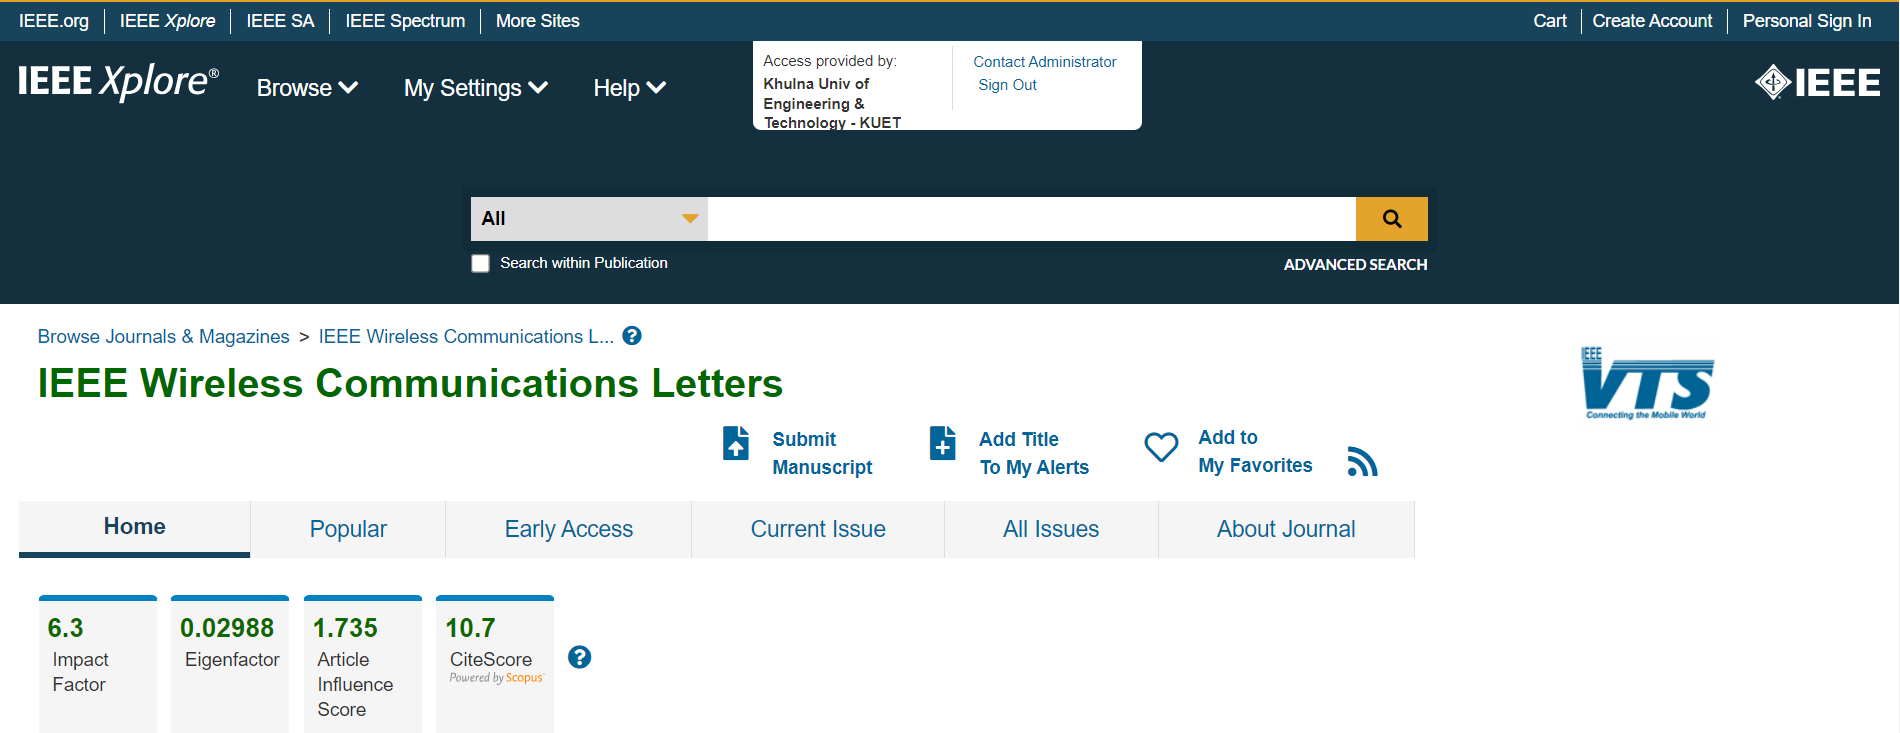 IEEE.org IEEE Xplore IEEE SA IEEE Spectrum More Sites Cart Create Account Personal Sign In
IEEE Xplore® Browse My Settings Help
Access provided by:
Khulna Univ of
Engineering &
Technology - KUET
Contact Administrator
Sign Out
IEEE
All
Search within Publication
ADVANCED SEARCH
Browse Journals & Magazines > IEEE Wireless Communications L... ?
IEEE Wireless Communications Letters
IEEE
VTS
Connecting the Mobile World
Submit
Manuscript
Add Title
To My Alerts
Add to
My Favorites
Home Popular Early Access Current Issue All Issues About Journal
6.3
Impact
Factor
0.02988
Eigenfactor
1.735
Article
Influence
Score
10.7
CiteScore
Powered by Scopus®
?